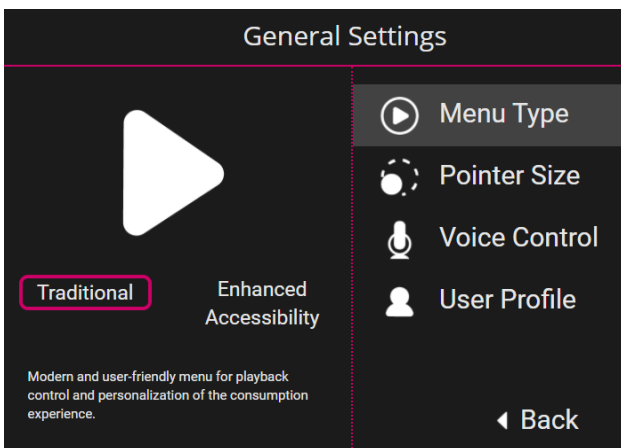 General Settings
Traditional
Enhanced
Accessibility
Modern and user-friendly menu for playback
control and personalization of the consumption
experience.
Menu Type
Pointer Size
Voice Control
User Profile
Back